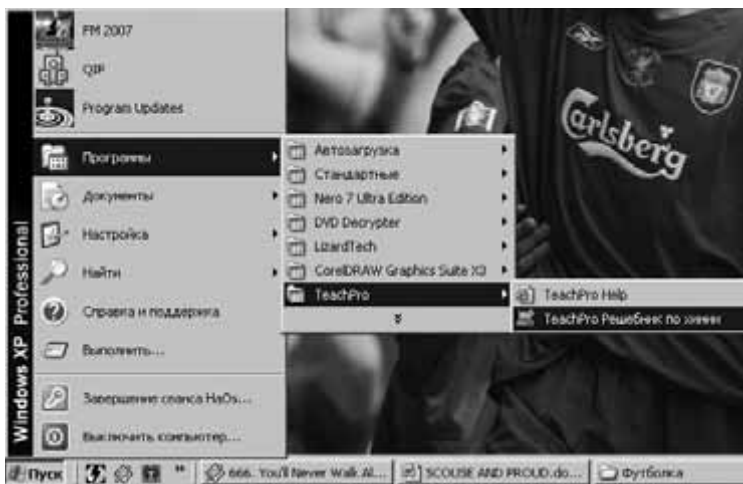 FM 2007
QIP
Program Updates
Программы
Документы
Настройка
Найти
Справка и поддержка
Выполнить...
Завершение сеанса HaOs...
Выключить компьютер...
Windows XP Professional
Автозагрузка
Стандартные
Nero 7 Ultra Edition
DVD Decrypter
LizardTech
CorelDRAW Graphics Suite X3
TeachPro
TeachPro Help
TeachPro Решебник по химии
Carlsberg
Пуск
666. You'll Never Walk Al...
SCOUSE AND PROUD.do...
Футболка